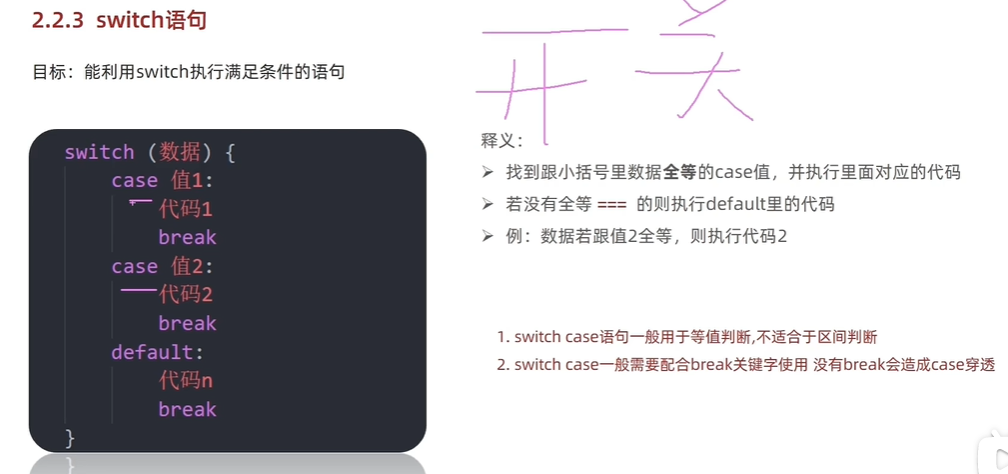 2.2.3 switch语句
目标：能利用switch执行满足条件的语句
switch (数据) {
case 值1:
代码1
break
case 值2:
代码2
break
default:
代码n
break
}
开关
释义：
➢ 找到跟小括号里数据全等的case值，并执行里面对应的代码
➢ 若没有全等 === 的则执行default里的代码
➢ 例：数据若跟值2全等，则执行代码2
1. switch case语句一般用于等值判断,不适合于区间判断
2. switch case一般需要配合break关键字使用 没有break会造成case穿透